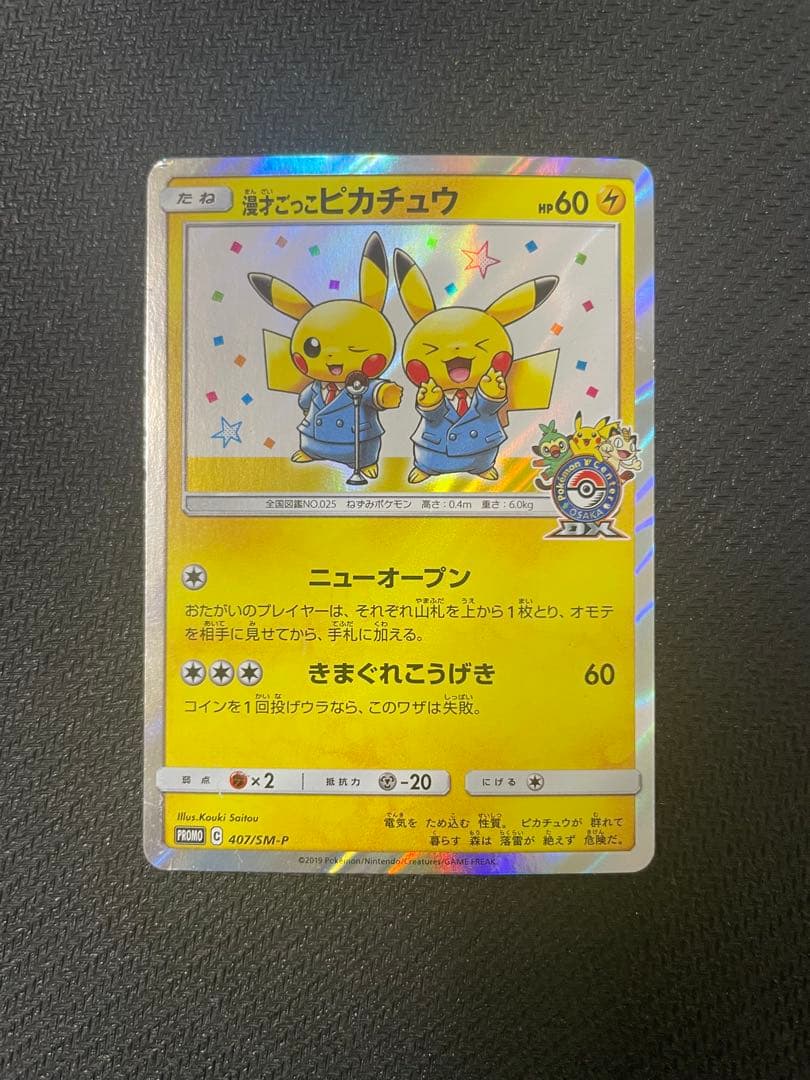 たね
漫才ごっこピカチュウ
HP60
Pokémon Center
OSAKA
DX
全国図鑑NO.025 ねずみポケモン 高さ:0.4m 重さ:6.0kg
ニューオープン
おたがいのプレイヤーは、それぞれ山札を上から1枚とり、オモテ
を相手に見せてから、手札に加える。
きまぐれこうげき 60
コインを1回投げウラなら、このワザは失敗。
弱点 ×2 抵抗力 -20 にげる
Illus.Kouki Saitou
PROMO C 407/SM-P
電気を ため込む 性質。 ピカチュウが 群れて
暮らす 森は 落雷が 絶えず 危険だ。
©2019 Pokémon/Nintendo/Creatures/GAME FREAK.